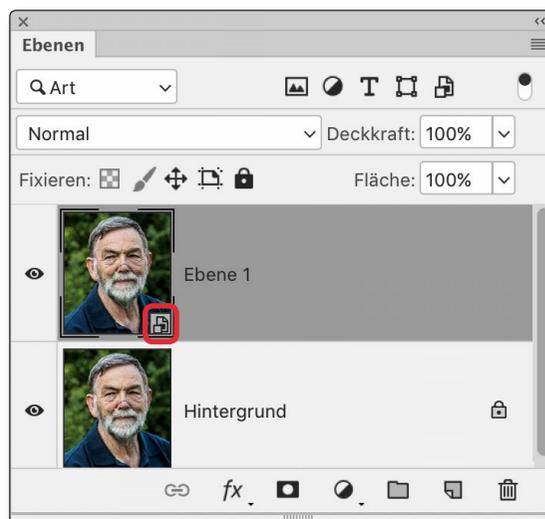 Ebenen
Art
Normal Deckkraft: 100%
Fixieren: Fläche: 100%
Ebene 1
Hintergrund
fx